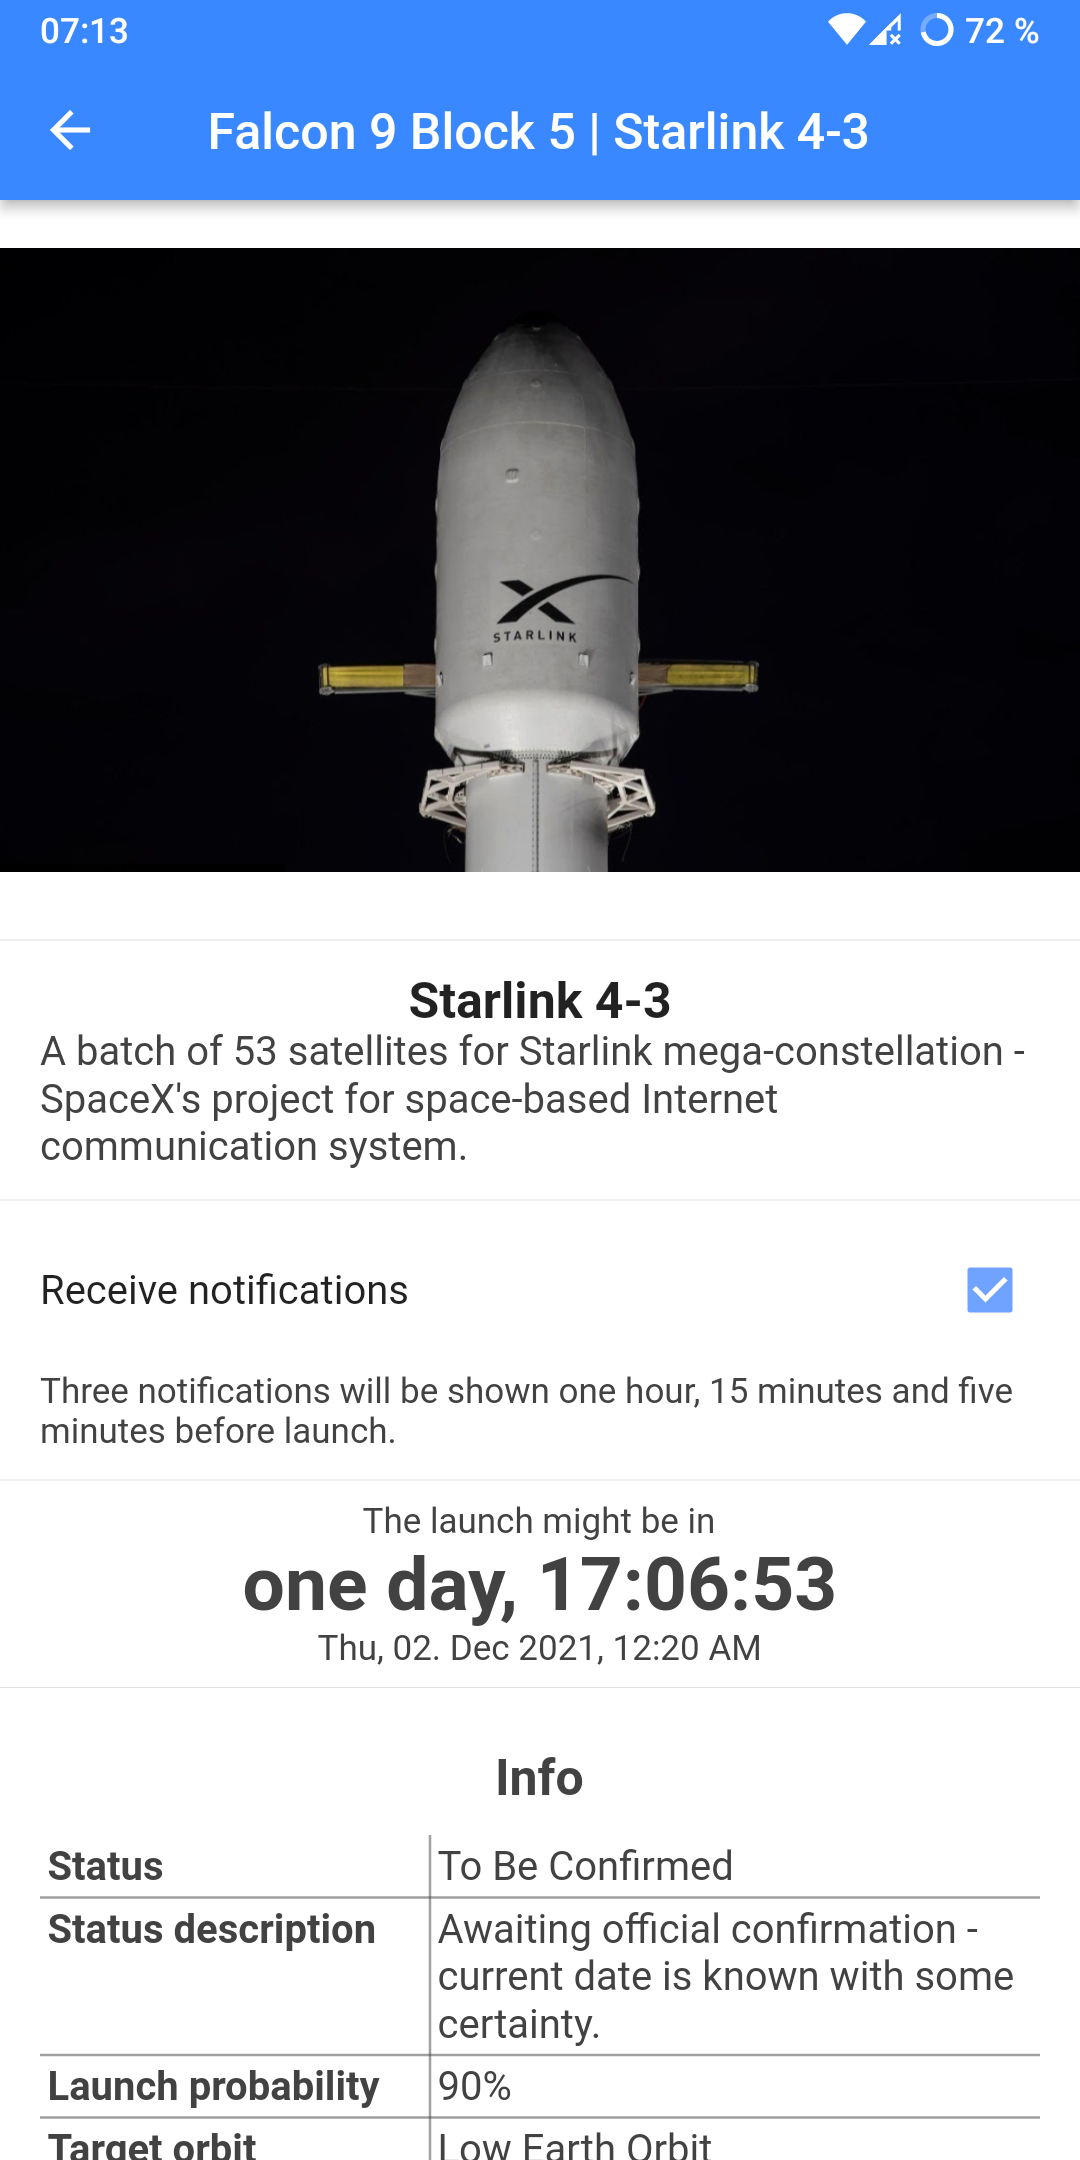 07:13
72 %
Falcon 9 Block 5 | Starlink 4-3
STARLINK
Starlink 4-3
A batch of 53 satellites for Starlink mega-constellation -
SpaceX's project for space-based Internet
communication system.
Receive notifications
Three notifications will be shown one hour, 15 minutes and five
minutes before launch.
The launch might be in
one day, 17:06:53
Thu, 02. Dec 2021, 12:20 AM
Info
Status
To Be Confirmed
Status description
Awaiting official confirmation -
current date is known with some
certainty.
Launch probability
90%
Target orbit
Low Earth Orbit